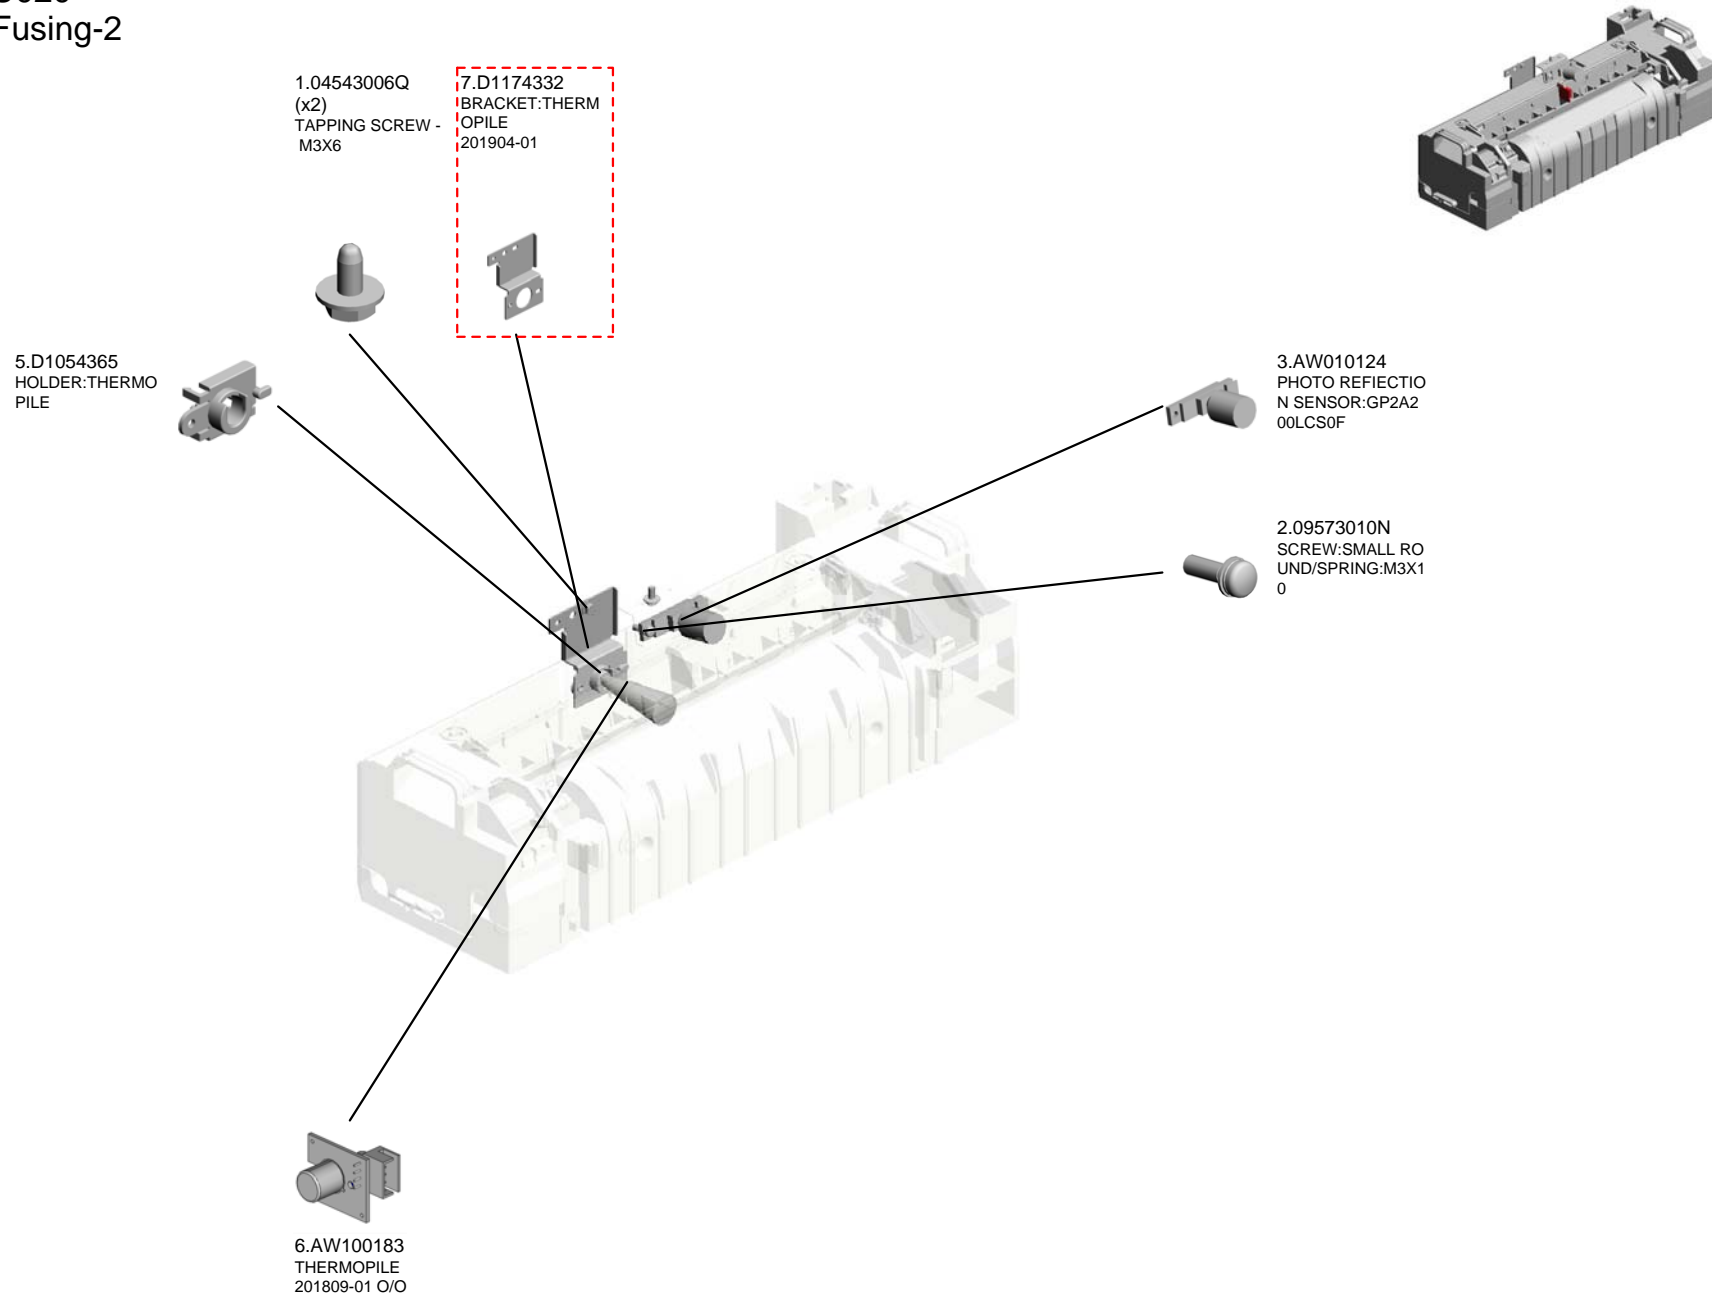 Fusing-2
1.04543006Q
(x2)
TAPPING SCREW -
M3X6
7.D1174332
BRACKET:THERM
OPILE
201904-01
5.D1054365
HOLDER:THERMO
PILE
3.AW010124
PHOTO REFIECTIO
N SENSOR:GP2A2
00LCS0F
2.09573010N
SCREW:SMALL RO
UND/SPRING:M3X1
0
6.AW100183
THERMOPILE
201809-01 O/O